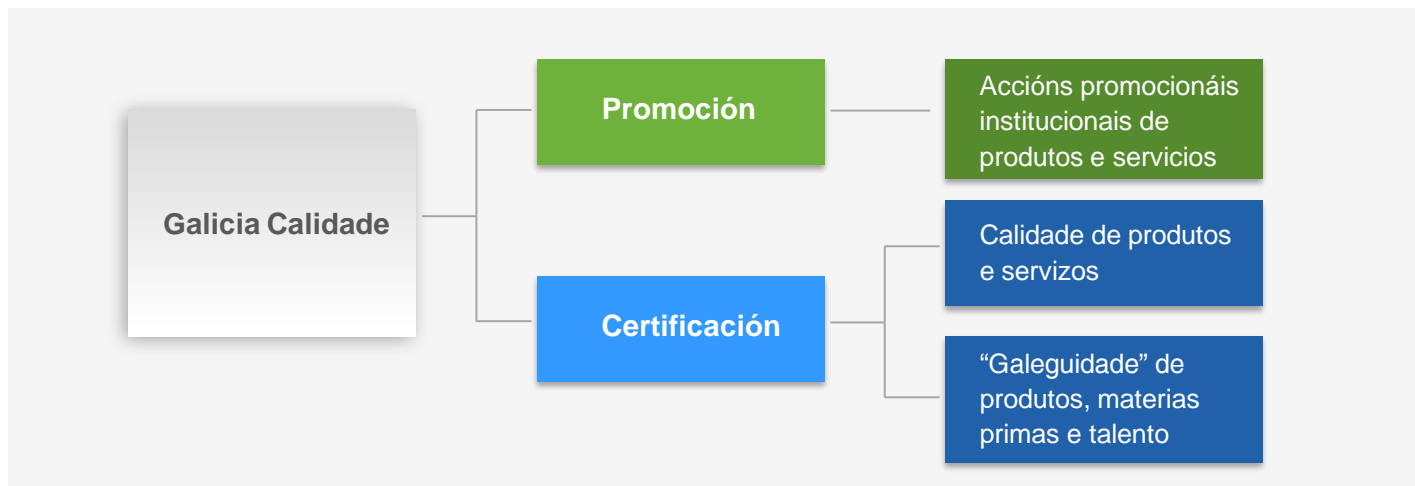 Galicia Calidade
Promoción
Accións promocionáis
institucionais de
produtos e servicios
Certificación
Calidade de produtos
e servizos
“Galeguidade” de
produtos, materias
primas e talento